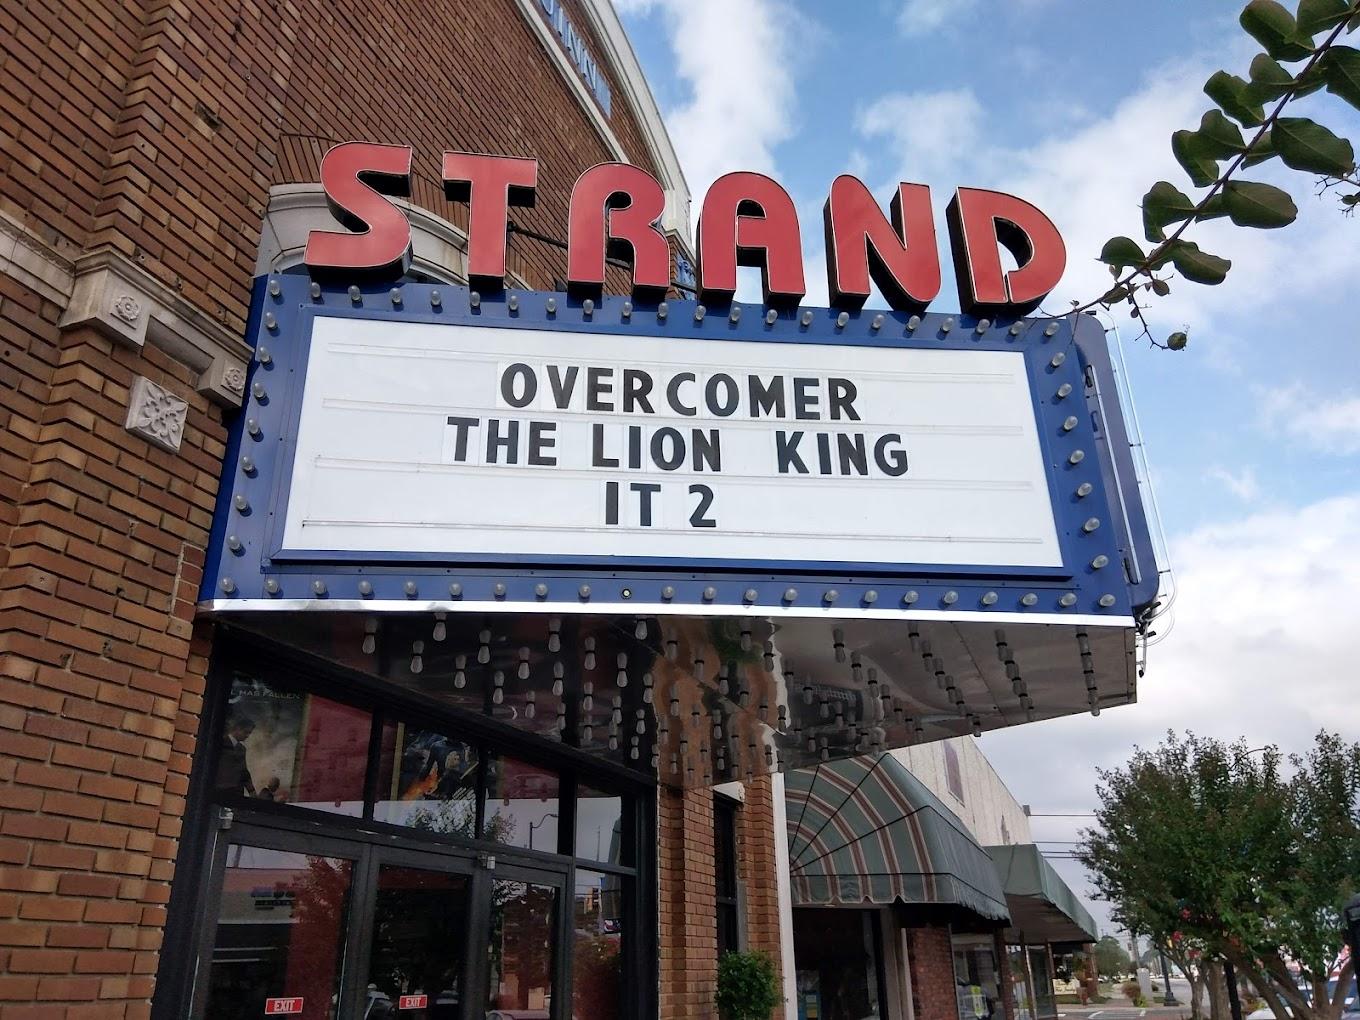 STRAND
OVERCOMER
THE LION KING
IT 2
EXIT
EXIT